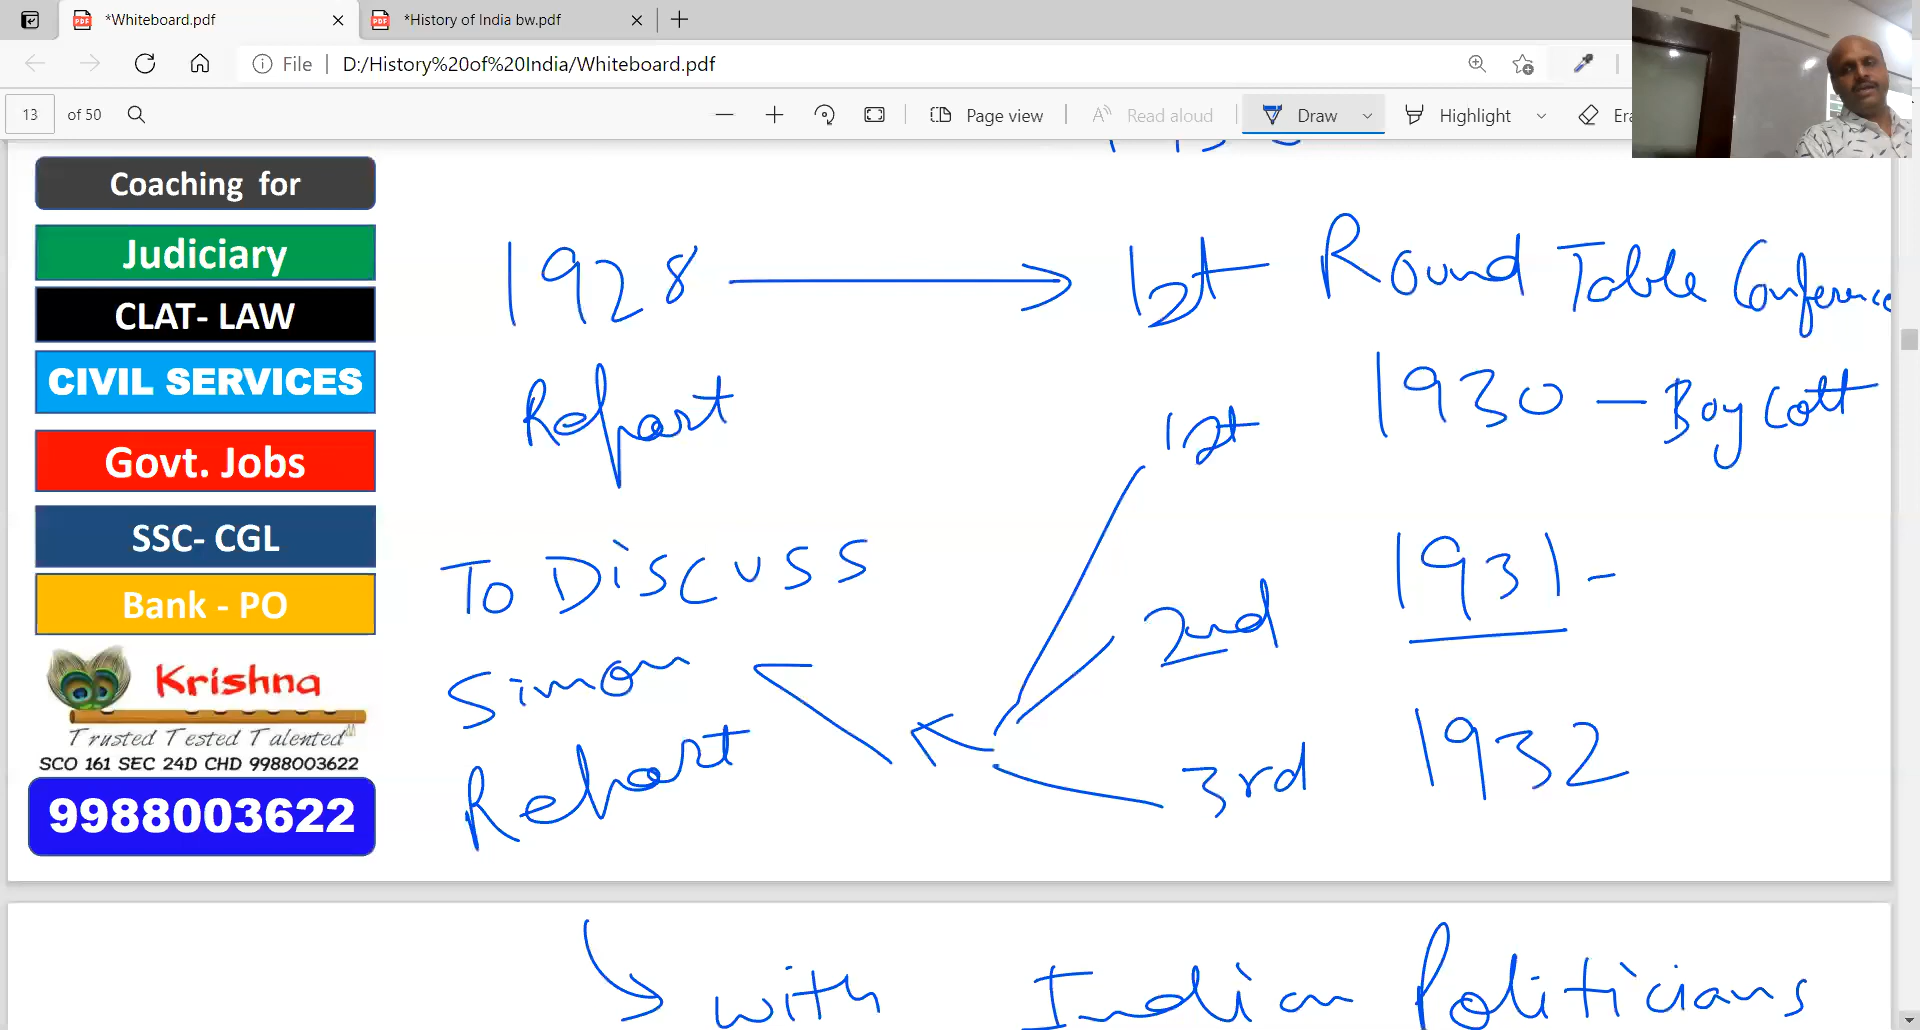 *Whiteboard.pdf
*History of India bw.pdf
File D:/History%20of%20India/Whiteboard.pdf
13 of 50 Page view Read aloud Draw Highlight Era
Coaching for
Judiciary
CLAT- LAW
CIVIL SERVICES
Govt. Jobs
SSC- CGL
Bank - PO
Krishna
Trusted Tested Talented
SCO 161 SEC 24D CHD 9988003622
9988003622
1928 1st Round Table Conference
Report 1930 - Boycott
1st
To Discuss 2nd 1931 -
Simon
Report 3rd 1932
with Indian Politicians